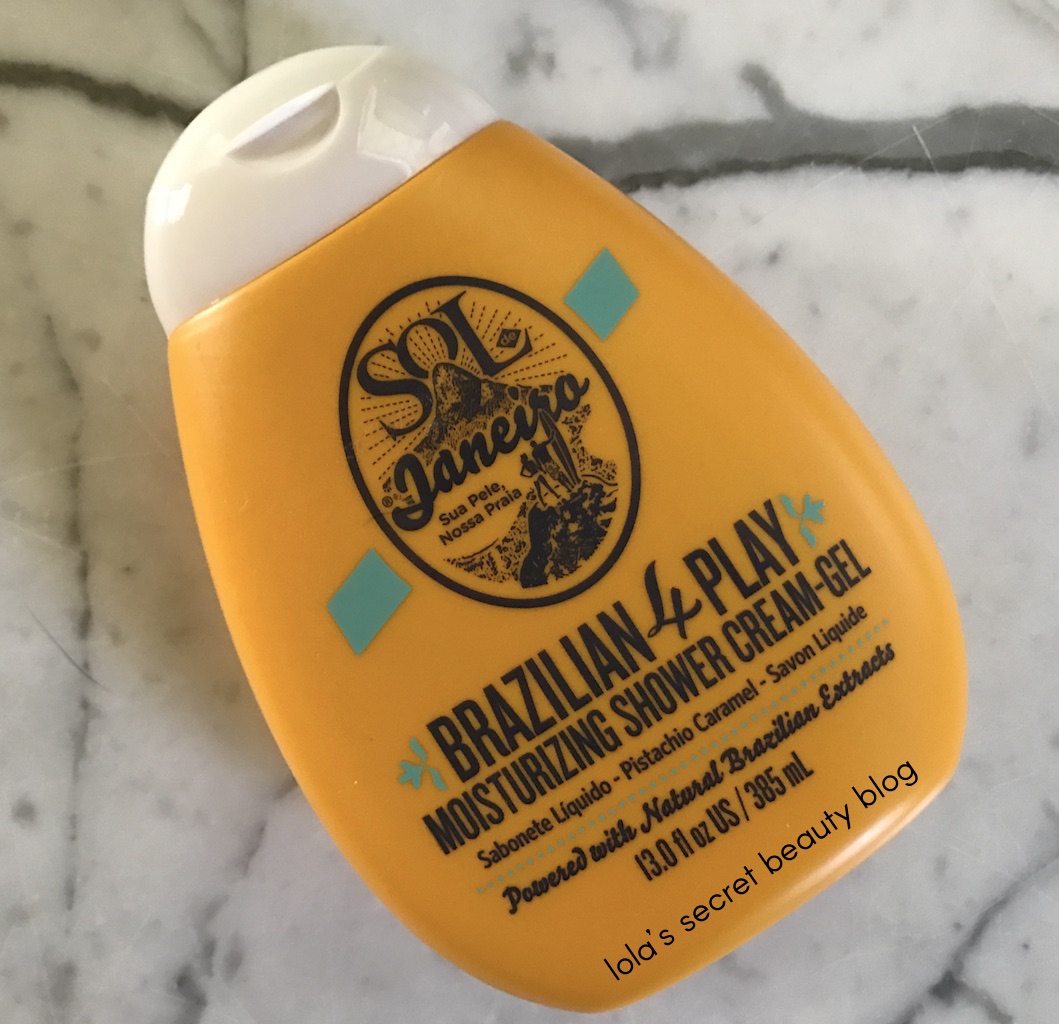 SOL de
Janeiro
®
Sua Pele,
Nossa Praia
BRAZILIAN 4 PLAY
MOISTURIZING SHOWER CREAM-GEL
Sabonete Líquido - Pistachio Caramel - Savon Liquide
Powered with Natural Brazilian Extracts
13.0 fl oz US / 385 mL
lola's secret beauty blog